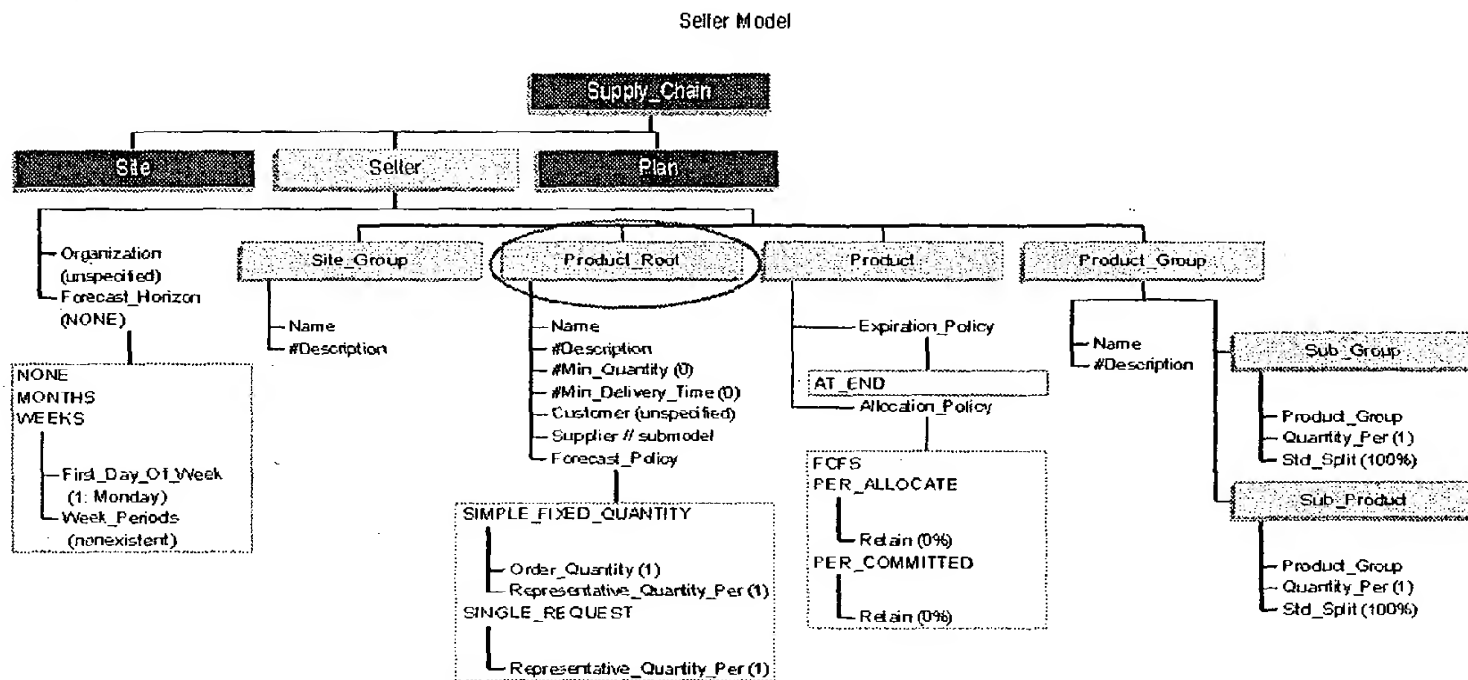 Seller Model
Supply_Chain
Site
Seller
Plan
Organization
(unspecified)
Forecast_Horizon
(NONE)
NONE
MONTHS
WEEKS
First_Day_Of_Week
(1: Monday)
Week_Periods
(nonexistent)
Site_Group
Name
#Description
Product_Root
Name
#Description
#Min_Quantity (0)
#Min_Delivery_Time (0)
Customer (unspecified)
Supplier // submodel
Forecast_Policy
SIMPLE_FIXED_QUANTITY
Order_Quantity (1)
Representative_Quantity_Per (1)
SINGLE_REQUEST
Representative_Quantity_Per (1)
Product
Expiration_Policy
AT_END
Allocation_Policy
FCFS
PER_ALLOCATE
Retain (0%)
PER_COMMITTED
Retain (0%)
Product_Group
Name
#Description
Sub_Group
Product_Group
Quantity_Per (1)
Std_Split (100%)
Sub_Product
Product_Group
Quantity_Per (1)
Std_Split (100%)